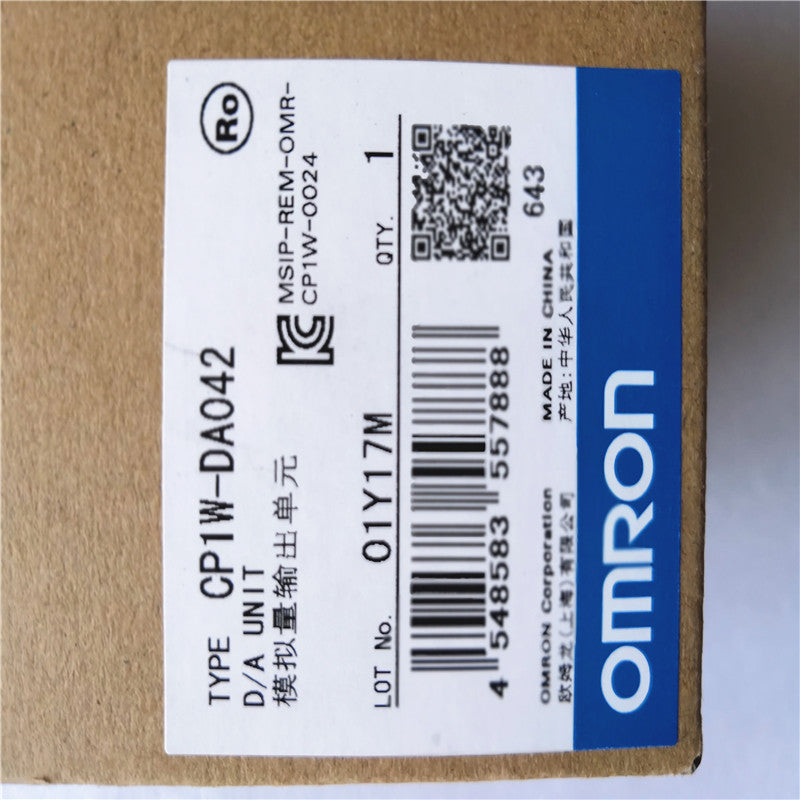 Ro
TYPE CP1W-DA042
D/A UNIT
模拟量输出单元
MSIP-REM-OMR-
CP1W-0024
LOT No. 01Y17M
QTY. 1
4 548583 557888
643
OMRON Corporation
MADE IN CHINA
欧姆龙(上海)有限公司
产地:中华人民共和国
OMRON